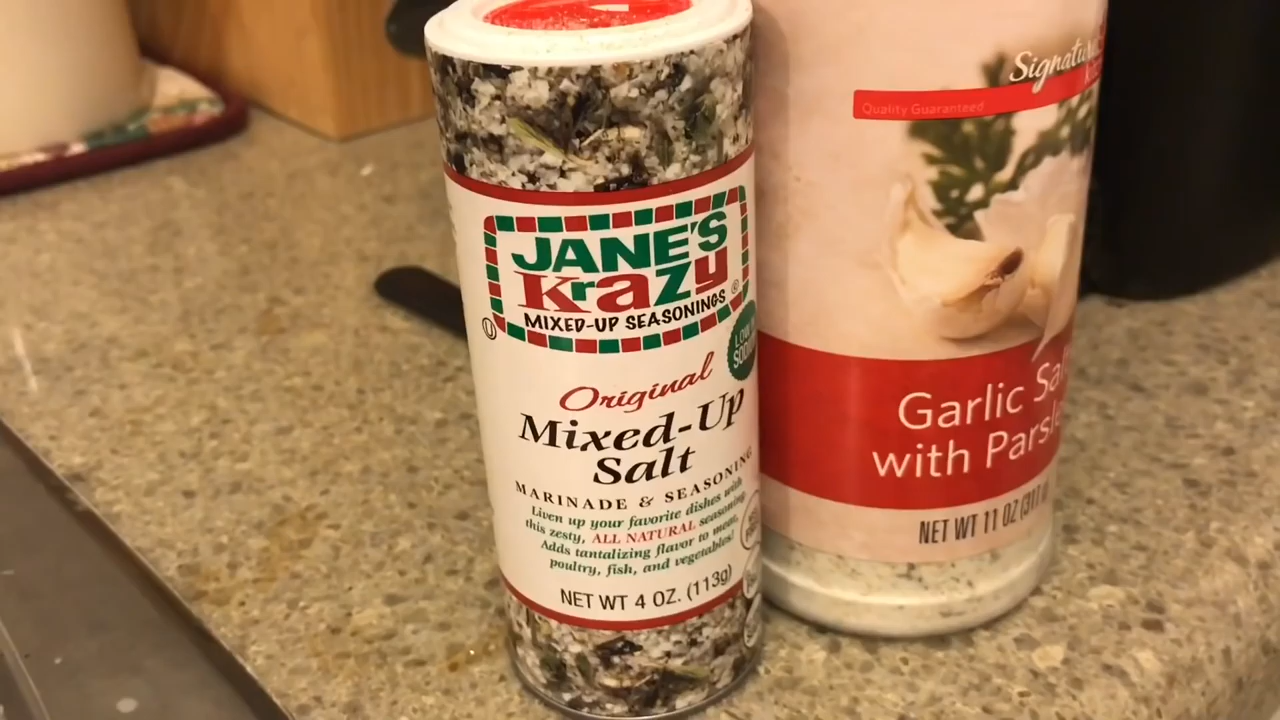 JANE'S
Krazy
MIXED-UP SEASONINGS
Original
Mixed-Up
Salt
MARINADE & SEASONING
Liven up your favorite dishes with
this zesty, ALL NATURAL seasoning.
Adds tantalizing flavor to meat,
poultry, fish, and vegetables!
NET WT 4 OZ. (113g)
Quality Guaranteed
Garlic
with
NET WT 11 OZ